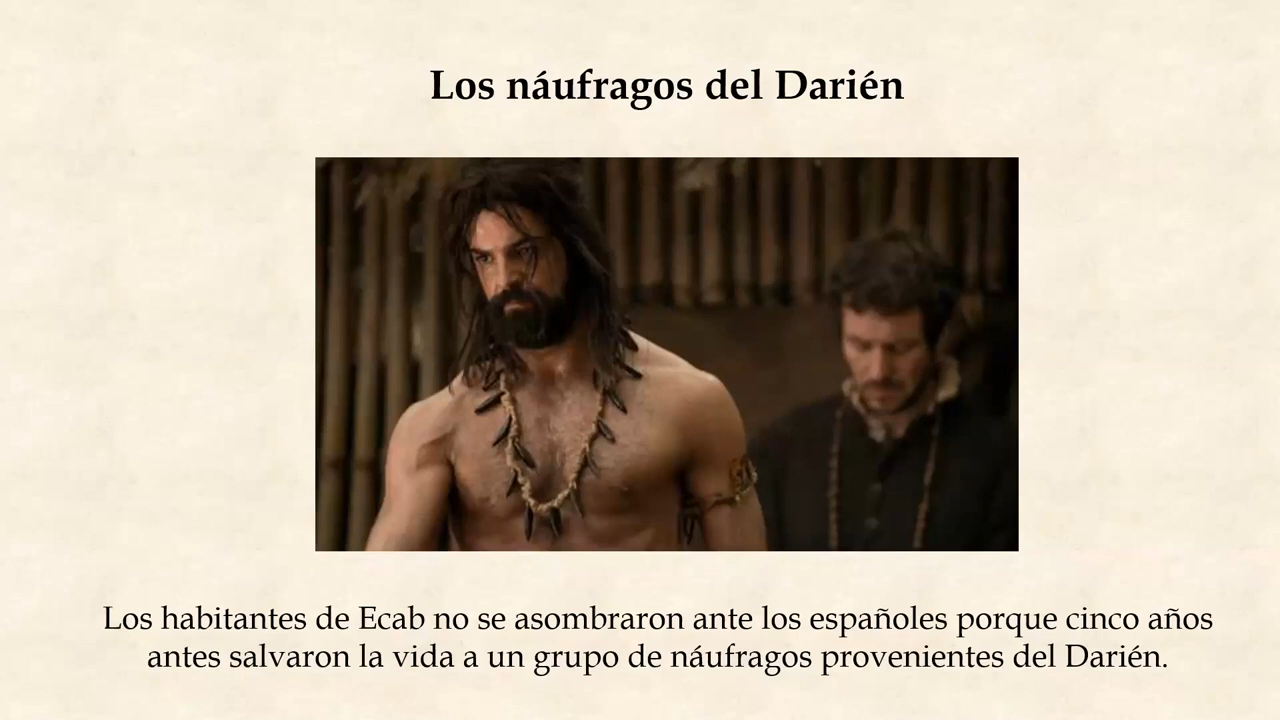 Los náufragos del Darién
Los habitantes de Ecab no se asombraron ante los españoles porque cinco años
antes salvaron la vida a un grupo de náufragos provenientes del Darién.